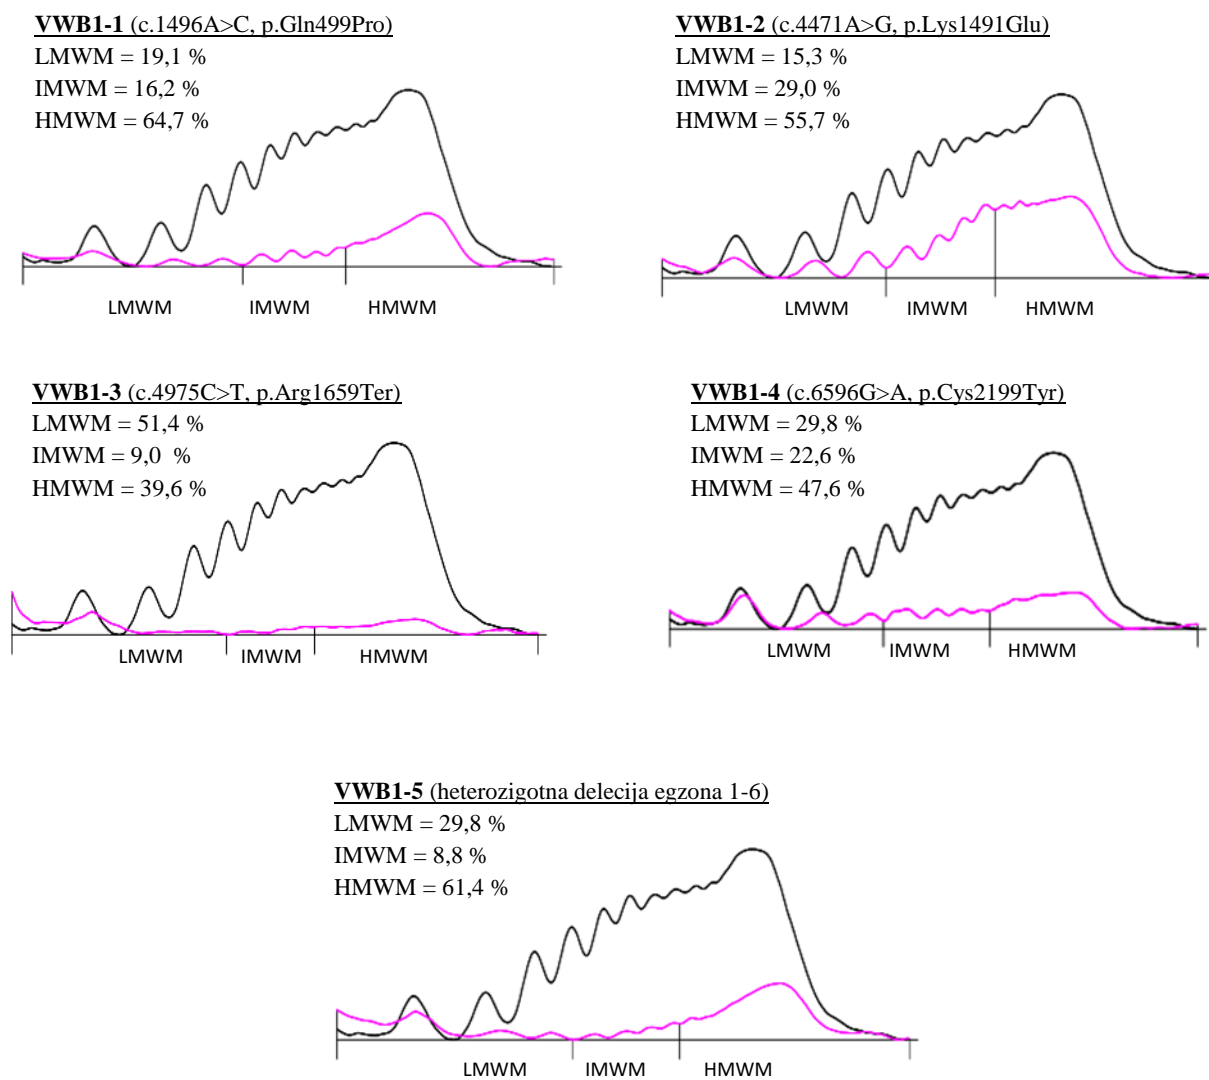 VWB1-1 (c.1496A>C, p.Gln499Pro)
LMWM = 19,1 %
IMWM = 16,2 %
HMWM = 64,7 %
LMWM IMWM HMWM
VWB1-2 (c.4471A>G, p.Lys1491Glu)
LMWM = 15,3 %
IMWM = 29,0 %
HMWM = 55,7 %
LMWM IMWM HMWM
VWB1-3 (c.4975C>T, p.Arg1659Ter)
LMWM = 51,4 %
IMWM = 9,0 %
HMWM = 39,6 %
LMWM IMWM HMWM
VWB1-4 (c.6596G>A, p.Cys2199Tyr)
LMWM = 29,8 %
IMWM = 22,6 %
HMWM = 47,6 %
LMWM IMWM HMWM
VWB1-5 (heterozigotna delecija egzona 1-6)
LMWM = 29,8 %
IMWM = 8,8 %
HMWM = 61,4 %
LMWM IMWM HMWM